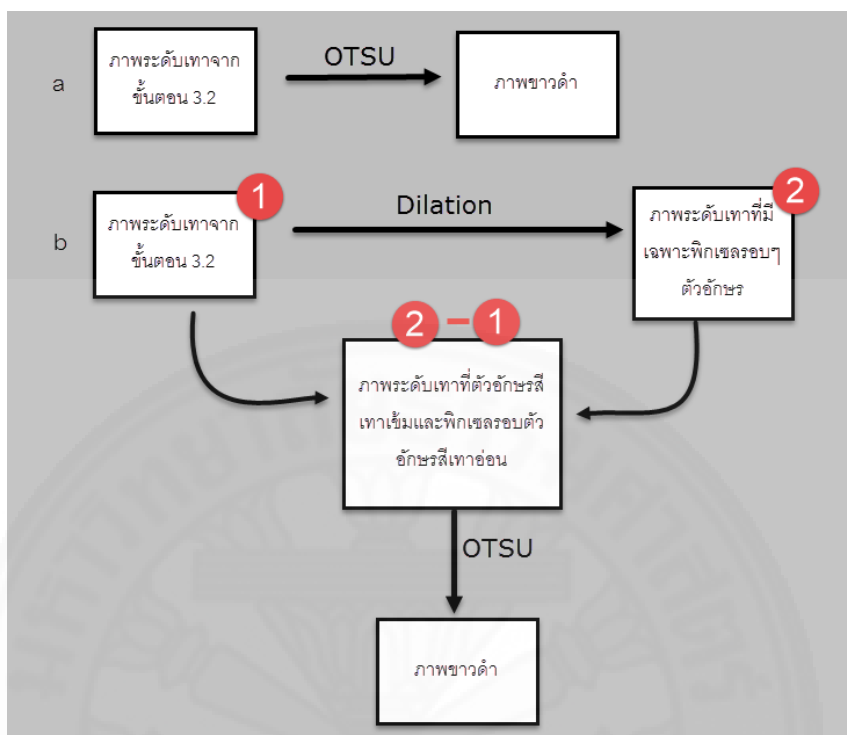 a
ภาพระดับเทาจาก
ขั้นตอน 3.2
OTSU
ภาพขาวดำ
b
ภาพระดับเทาจาก
ขั้นตอน 3.2
1
Dilation
2
ภาพระดับเทาที่มี
เฉพาะพิกเซลรอบๆ
ตัวอักษร
2 – 1
ภาพระดับเทาที่ตัวอักษรสี
เทาเข้มและพิกเซลรอบตัว
อักษรสีเทาอ่อน
OTSU
ภาพขาวดำ